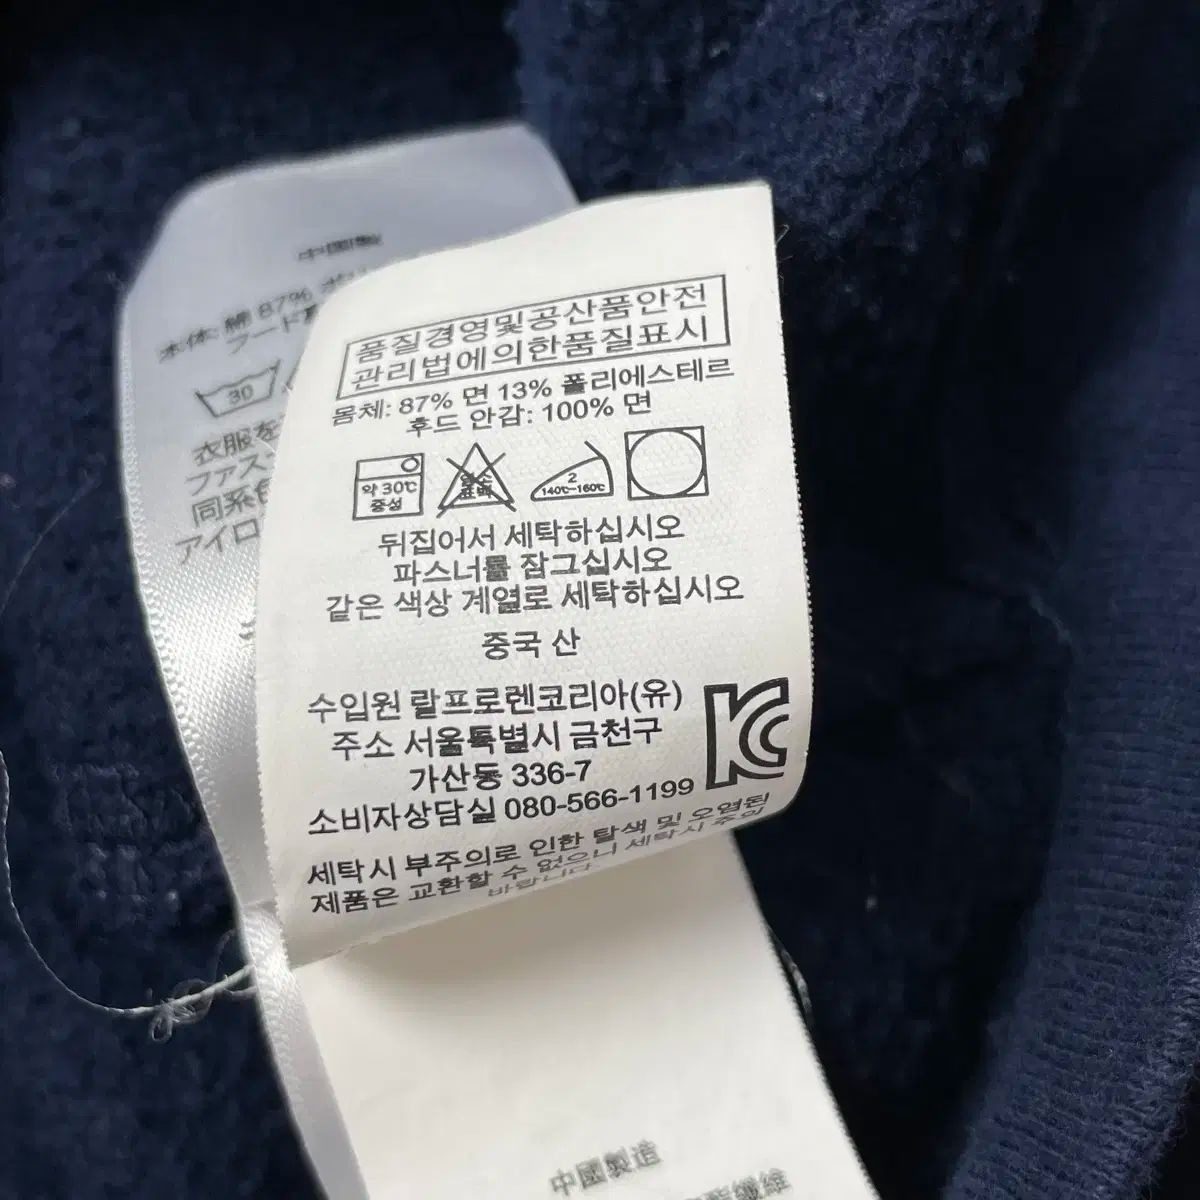 中国製
本体: 綿 87%
フード
30
衣服を
ファス
同系色
アイロ
품질경영및공산품안전
관리법에의한품질표시
몸체: 87% 면 13% 폴리에스테르
후드 안감: 100% 면
약 30℃
중성
염소
표백
2
140℃-160℃
뒤집어서 세탁하십시오
파스너를 잠그십시오
같은 색상 계열로 세탁하십시오
중국 산
수입원 랄프로렌코리아(유)
주소 서울특별시 금천구
가산동 336-7
소비자상담실 080-566-1199
세탁시 부주의로 인한 탈색 및 오염된
제품은 교환할 수 없으니 세탁시 주의
바랍니다
中國製造